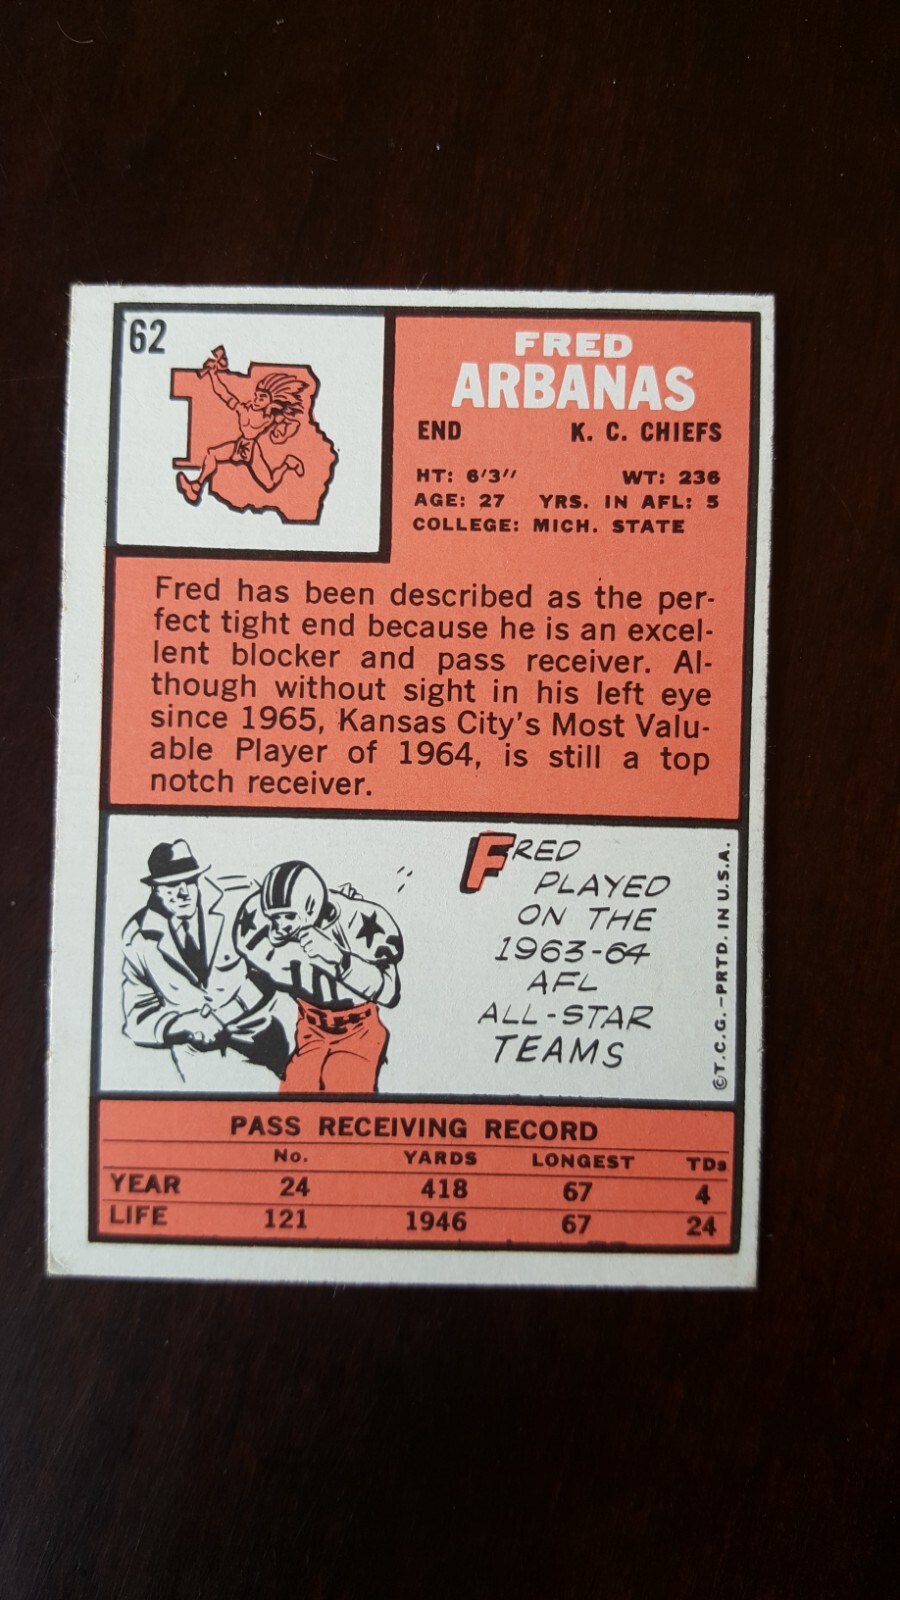 62
FRED
ARBANAS
END K. C. CHIEFS
HT: 6'3" WT: 236
AGE: 27 YRS. IN AFL: 5
COLLEGE: MICH. STATE
KC
Fred has been described as the per-
fect tight end because he is an excel-
lent blocker and pass receiver. Al-
though without sight in his left eye
since 1965, Kansas City's Most Valu-
able Player of 1964, is still a top
notch receiver.
FRED
PLAYED
ON THE
1963-64
AFL
ALL-STAR
TEAMS
©T.C.G.-PRTD. IN U.S.A.
PASS RECEIVING RECORD
No. YARDS LONGEST TDs
YEAR 24 418 67 4
LIFE 121 1946 67 24